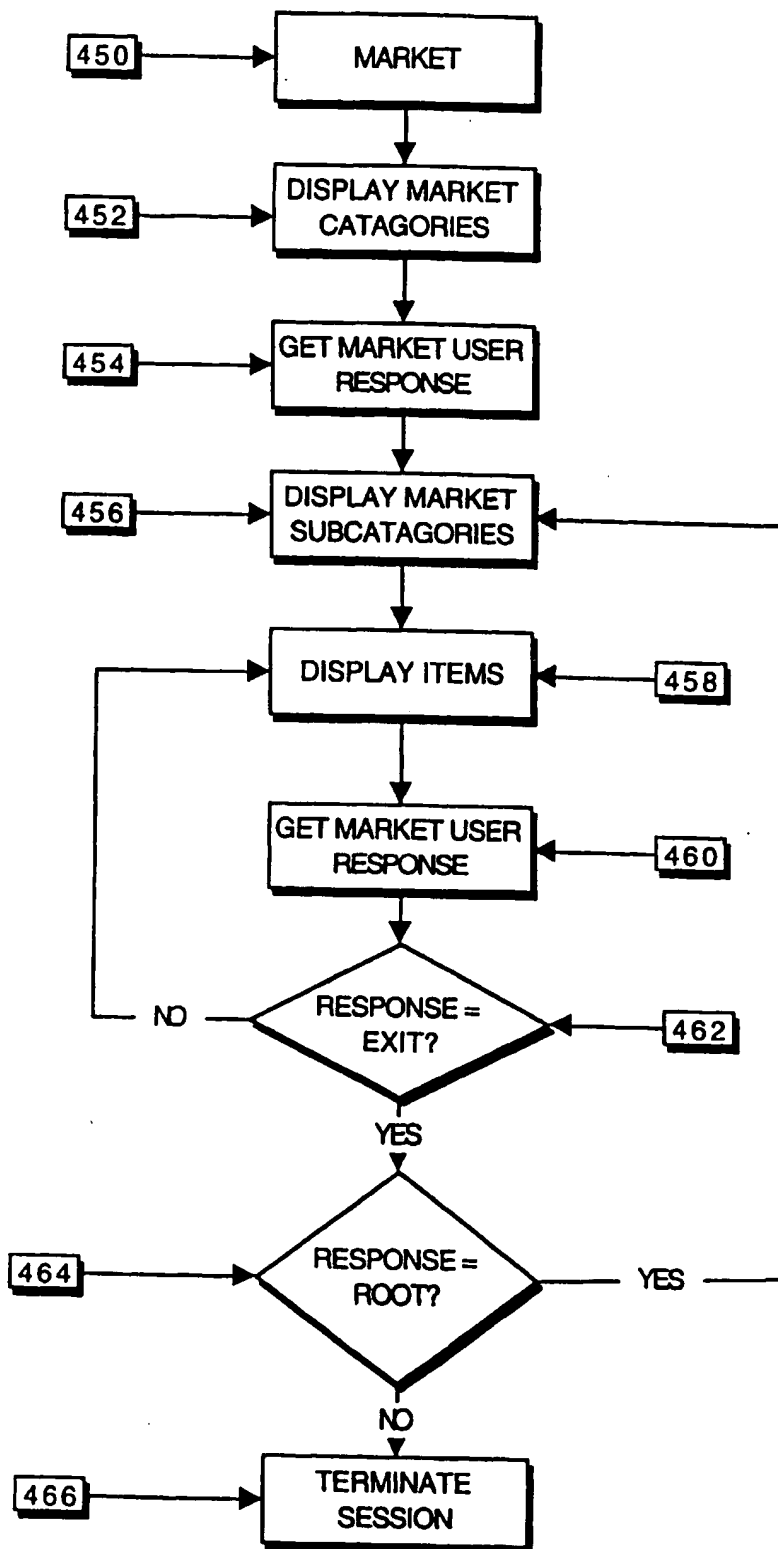 450
MARKET
452
DISPLAY MARKET
CATAGORIES
454
GET MARKET USER
RESPONSE
456
DISPLAY MARKET
SUBCATAGORIES
DISPLAY ITEMS
458
GET MARKET USER
RESPONSE
460
NO
RESPONSE =
EXIT?
462
YES
464
RESPONSE =
ROOT?
YES
NO
466
TERMINATE
SESSION